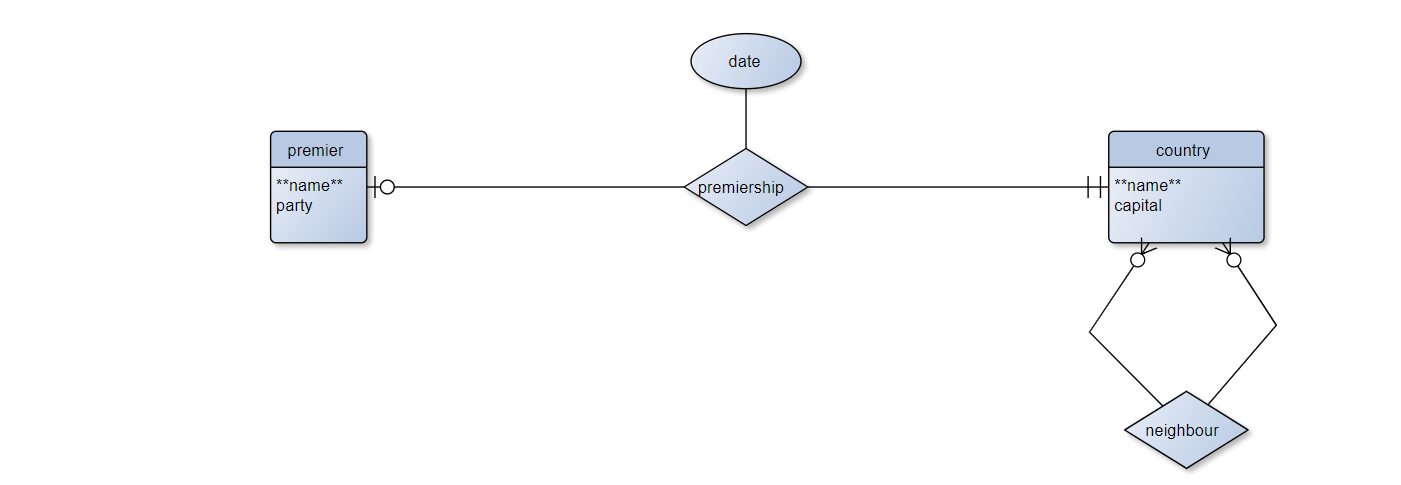 date
premier
**name**
party
premiership
country
**name**
capital
neighbour